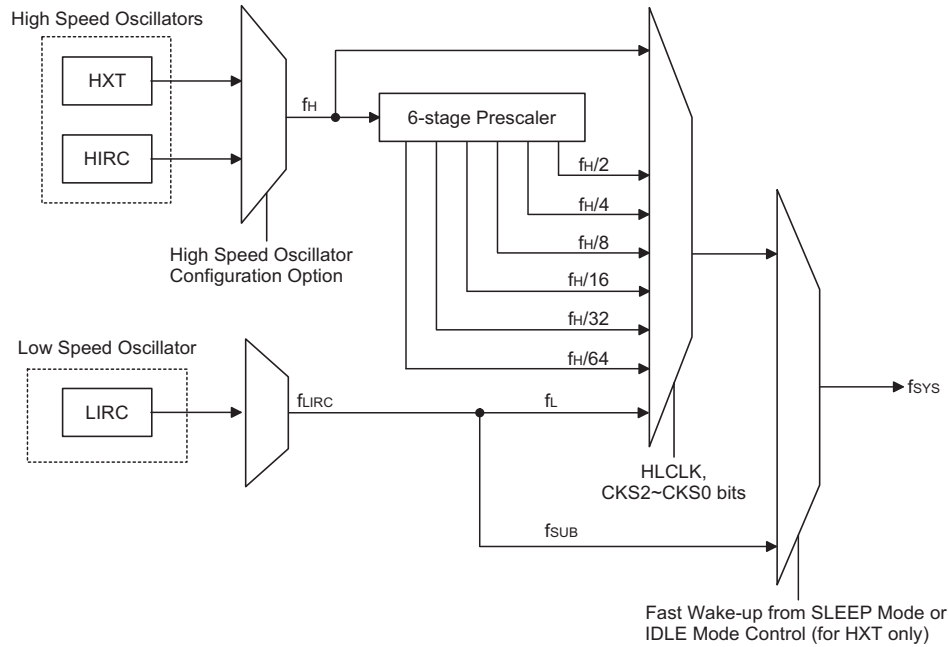 High Speed Oscillators
HXT
HIRC
fH
6-stage Prescaler
fH/2
fH/4
fH/8
fH/16
fH/32
fH/64
High Speed Oscillator
Configuration Option
Low Speed Oscillator
LIRC
fLIRC
fL
fSYS
HLCLK,
CKS2~CKS0 bits
fSUB
Fast Wake-up from SLEEP Mode or
IDLE Mode Control (for HXT only)